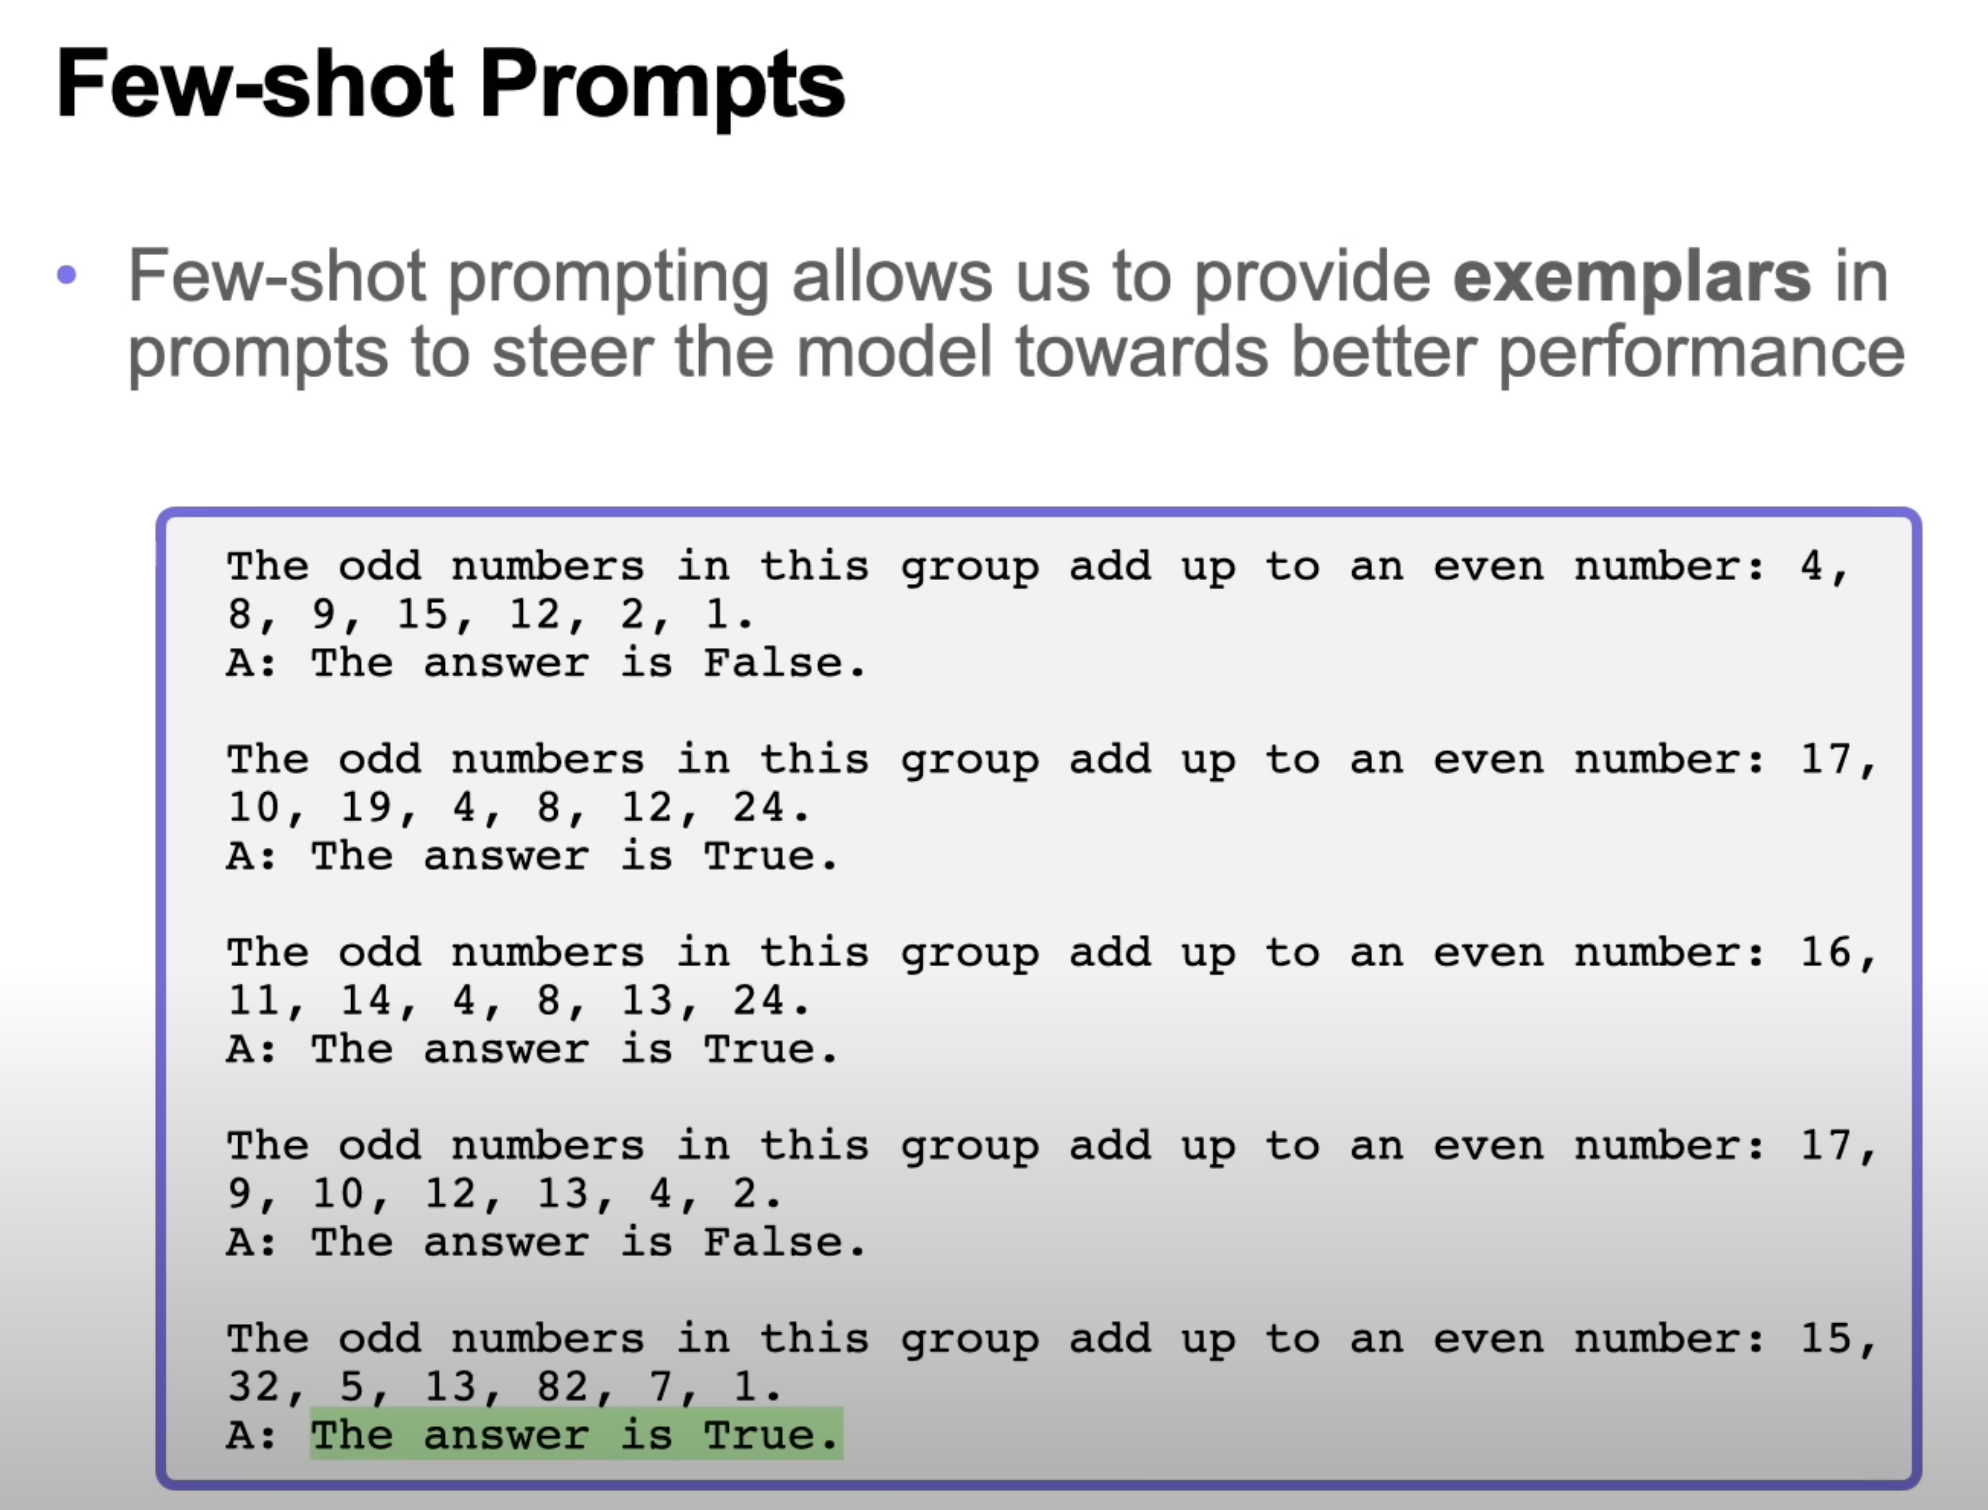 Few-shot Prompts
• Few-shot prompting allows us to provide exemplars in
prompts to steer the model towards better performance
The odd numbers in this group add up to an even number: 4,
8, 9, 15, 12, 2, 1.
A: The answer is False.
The odd numbers in this group add up to an even number: 17,
10, 19, 4, 8, 12, 24.
A: The answer is True.
The odd numbers in this group add up to an even number: 16,
11, 14, 4, 8, 13, 24.
A: The answer is True.
The odd numbers in this group add up to an even number: 17,
9, 10, 12, 13, 4, 2.
A: The answer is False.
The odd numbers in this group add up to an even number: 15,
32, 5, 13, 82, 7, 1.
A: The answer is True.